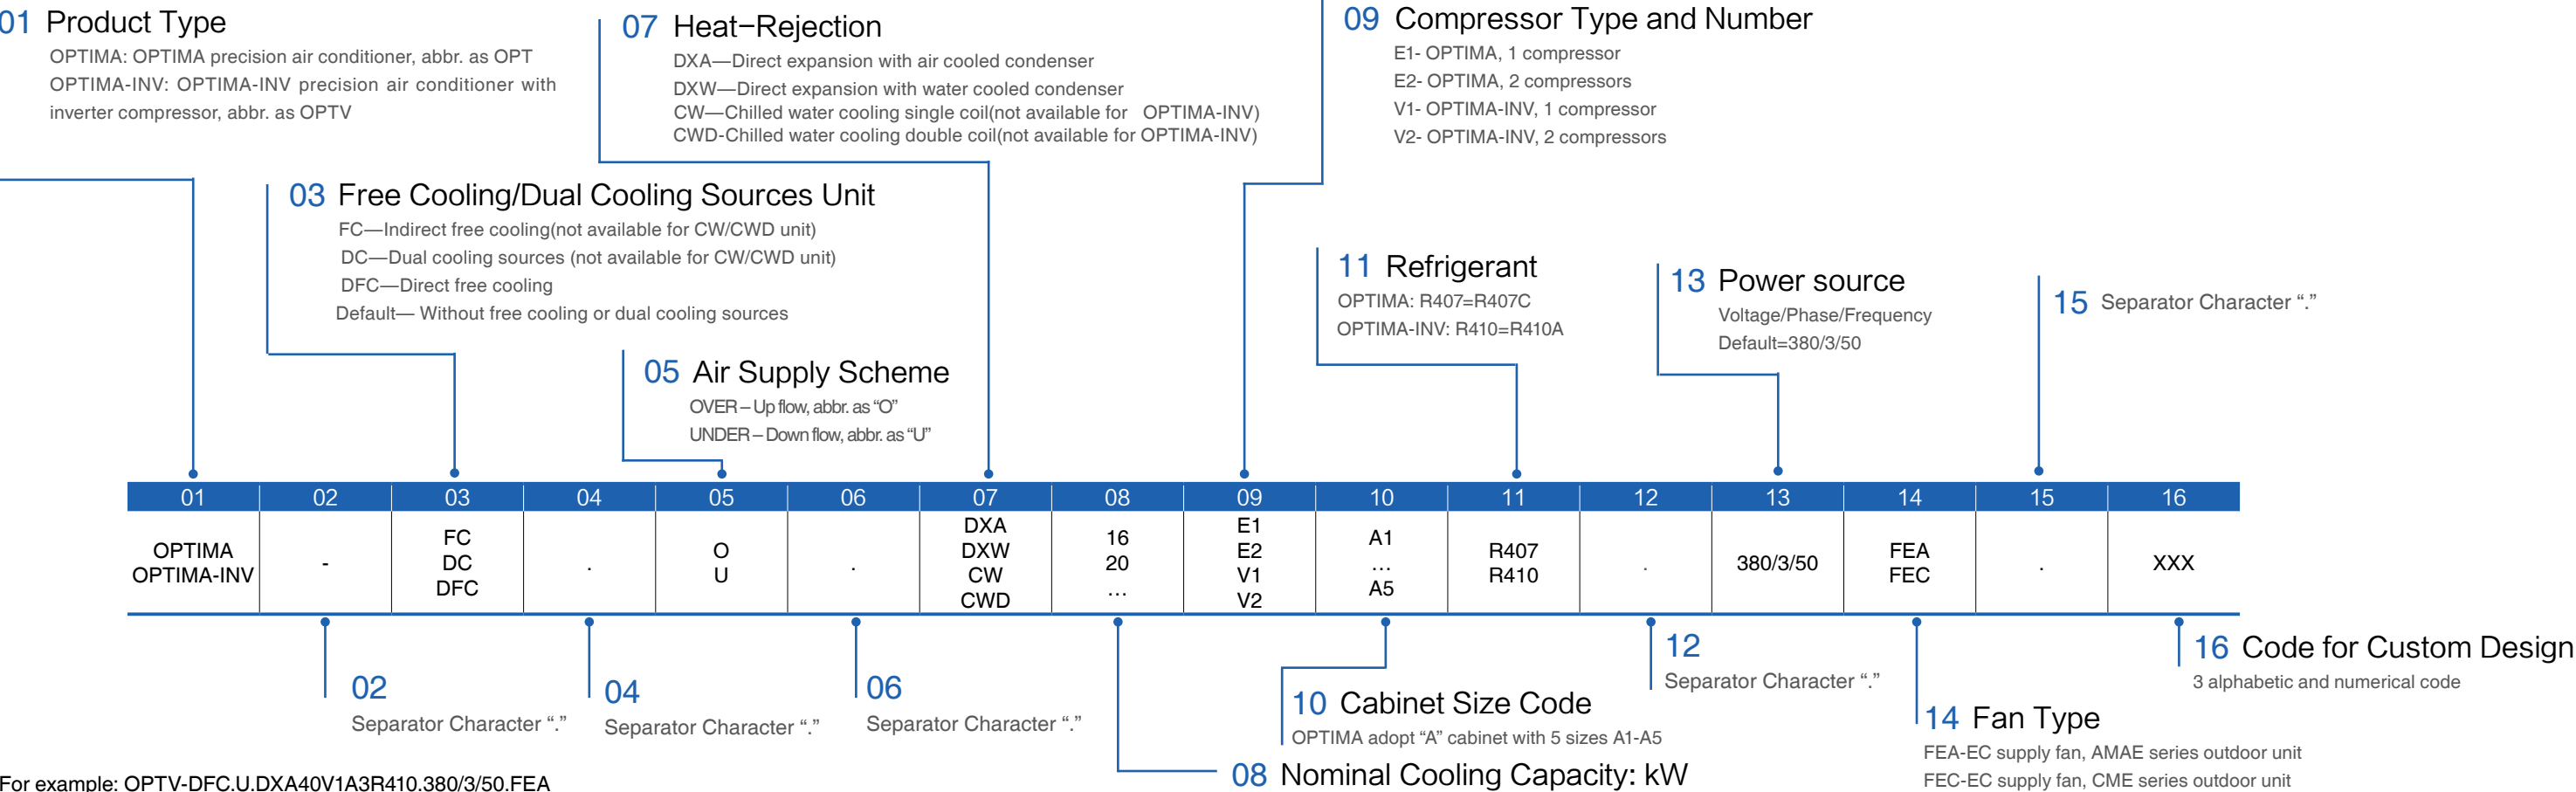 01 Product Type
OPTIMA: OPTIMA precision air conditioner, abbr. as OPT
OPTIMA-INV: OPTIMA-INV precision air conditioner with
inverter compressor, abbr. as OPTV
07 Heat-Rejection
DXA—Direct expansion with air cooled condenser
DXW—Direct expansion with water cooled condenser
CW—Chilled water cooling single coil(not available for OPTIMA-INV)
CWD-Chilled water cooling double coil(not available for OPTIMA-INV)
09 Compressor Type and Number
E1- OPTIMA, 1 compressor
E2- OPTIMA, 2 compressors
V1- OPTIMA-INV, 1 compressor
V2- OPTIMA-INV, 2 compressors
03 Free Cooling/Dual Cooling Sources Unit
FC—Indirect free cooling(not available for CW/CWD unit)
DC—Dual cooling sources (not available for CW/CWD unit)
DFC—Direct free cooling
Default— Without free cooling or dual cooling sources
11 Refrigerant
OPTIMA: R407=R407C
OPTIMA-INV: R410=R410A
13 Power source
Voltage/Phase/Frequency
Default=380/3/50
15 Separator Character “.”
05 Air Supply Scheme
OVER – Up flow, abbr. as “O”
UNDER – Down flow, abbr. as “U”
01 02 03 04 05 06 07 08 09 10 11 12 13 14 15 16
OPTIMA
OPTIMA-INV
-
FC
DC
DFC
.
O
U
.
DXA
DXW
CW
CWD
16
20
...
E1
E2
V1
V2
A1
...
A5
R407
R410
.
380/3/50
FEA
FEC
.
XXX
02
Separator Character “.”
04
Separator Character “.”
06
Separator Character “.”
12
Separator Character “.”
16 Code for Custom Design
3 alphabetic and numerical code
10 Cabinet Size Code
OPTIMA adopt “A” cabinet with 5 sizes A1-A5
14 Fan Type
FEA-EC supply fan, AMAE series outdoor unit
FEC-EC supply fan, CME series outdoor unit
08 Nominal Cooling Capacity: kW
For example: OPTV-DFC.U.DXA40V1A3R410.380/3/50.FEA